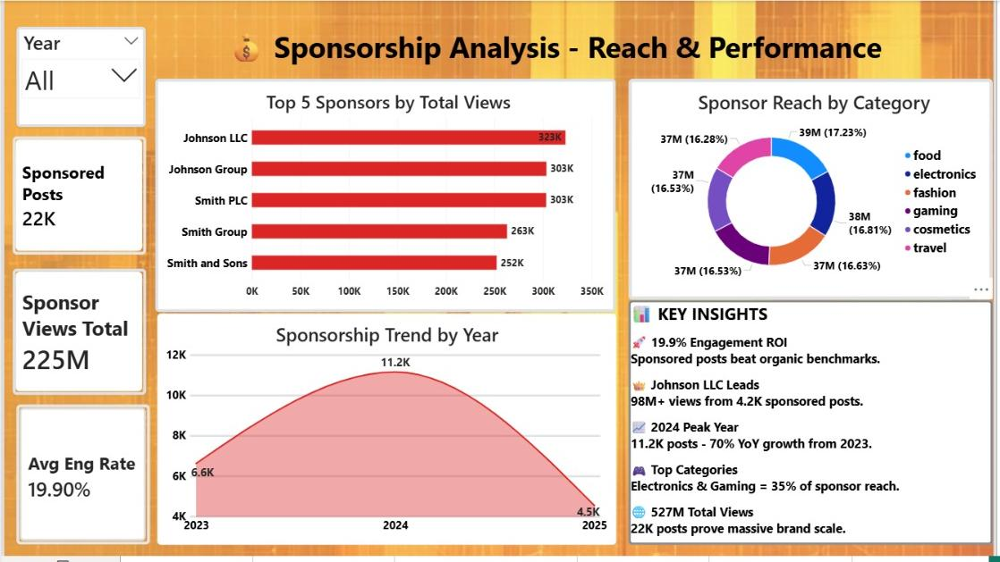 Year
All
Sponsorship Analysis - Reach & Performance
Sponsored
Posts
22K
Sponsor
Views Total
225M
Avg Eng Rate
19.90%
Top 5 Sponsors by Total Views
Johnson LLC
323K
Johnson Group
303K
Smith PLC
303K
Smith Group
263K
Smith and Sons
252K
0K 50K 100K 150K 200K 250K 300K 350K
Sponsorship Trend by Year
12K
10K
8K
6K
4K
6.6K
11.2K
4.5K
2023 2024 2025
Sponsor Reach by Category
37M (16.28%)
39M (17.23%)
37M
(16.53%)
38M
(16.81%)
37M (16.53%)
37M (16.63%)
food
electronics
fashion
gaming
cosmetics
travel
KEY INSIGHTS
19.9% Engagement ROI
Sponsored posts beat organic benchmarks.
Johnson LLC Leads
98M+ views from 4.2K sponsored posts.
2024 Peak Year
11.2K posts - 70% YoY growth from 2023.
Top Categories
Electronics & Gaming = 35% of sponsor reach.
527M Total Views
22K posts prove massive brand scale.